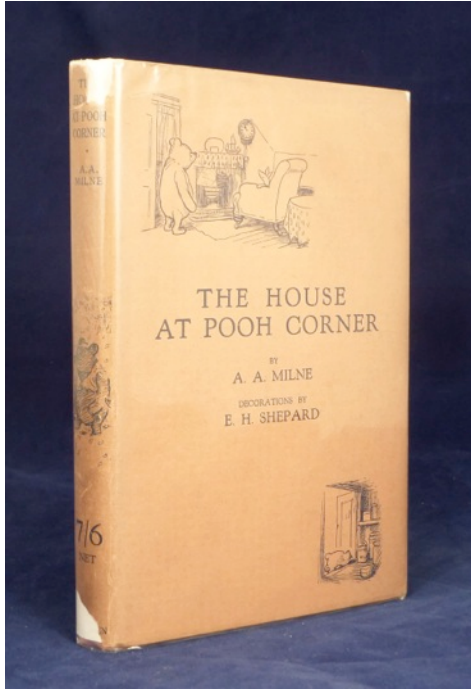 THE
HOUSE
AT POOH
CORNER
A.A.
MILNE
7/6
NET
THE HOUSE
AT POOH CORNER
BY
A. A. MILNE
DECORATIONS BY
E. H. SHEPARD